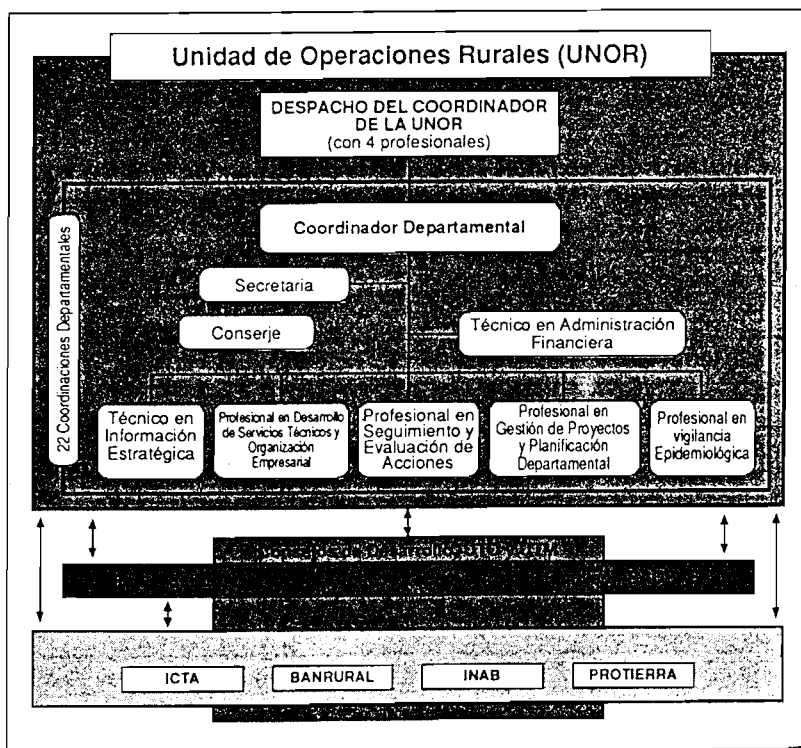 Unidad de Operaciones Rurales (UNOR)
DESPACHO DEL COORDINADOR
DE LA UNOR
(con 4 profesionales)
22 Coordinaciones Departamentales
Coordinador Departamental
Secretaria
Conserje
Técnico en Administración
Financiera
Técnico en
Información
Estratégica
Profesional en Desarrollo
de Servicios Técnicos y
Organización
Empresarial
Profesional en
Seguimiento y
Evaluación de
Acciones
Profesional en
Gestión de Proyectos
y Planificación
Departamental
Profesional en
vigilancia
Epidemiológica
Consejos de Desarrollo
ICTA
BANRURAL
INAB
PROTIERRA